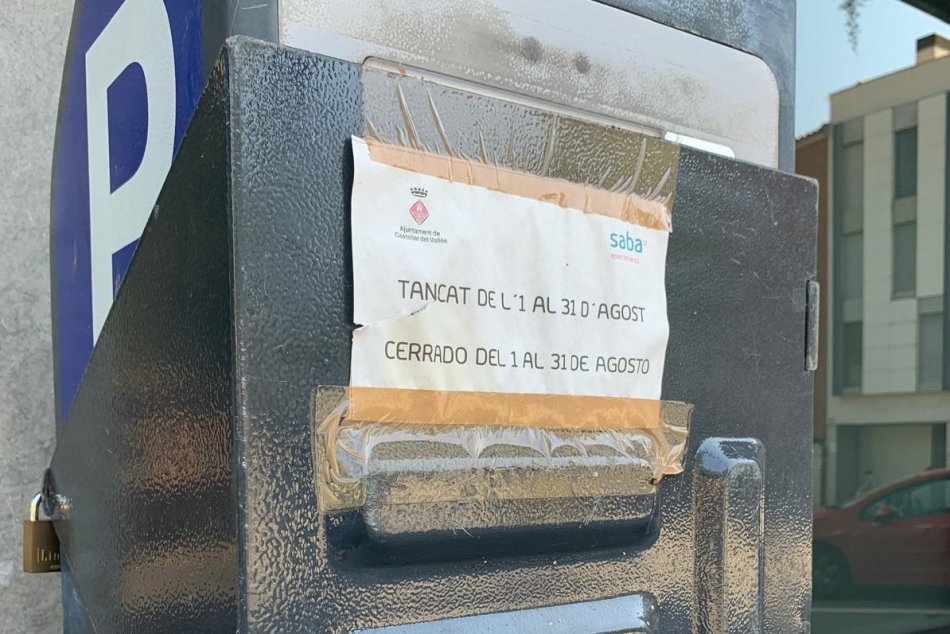 P
Ajuntament de
Castellar del Vallès
saba
aparcaments
TANCAT DE L´1 AL 31 D´AGOST
CERRADO DEL 1 AL 31 DE AGOSTO